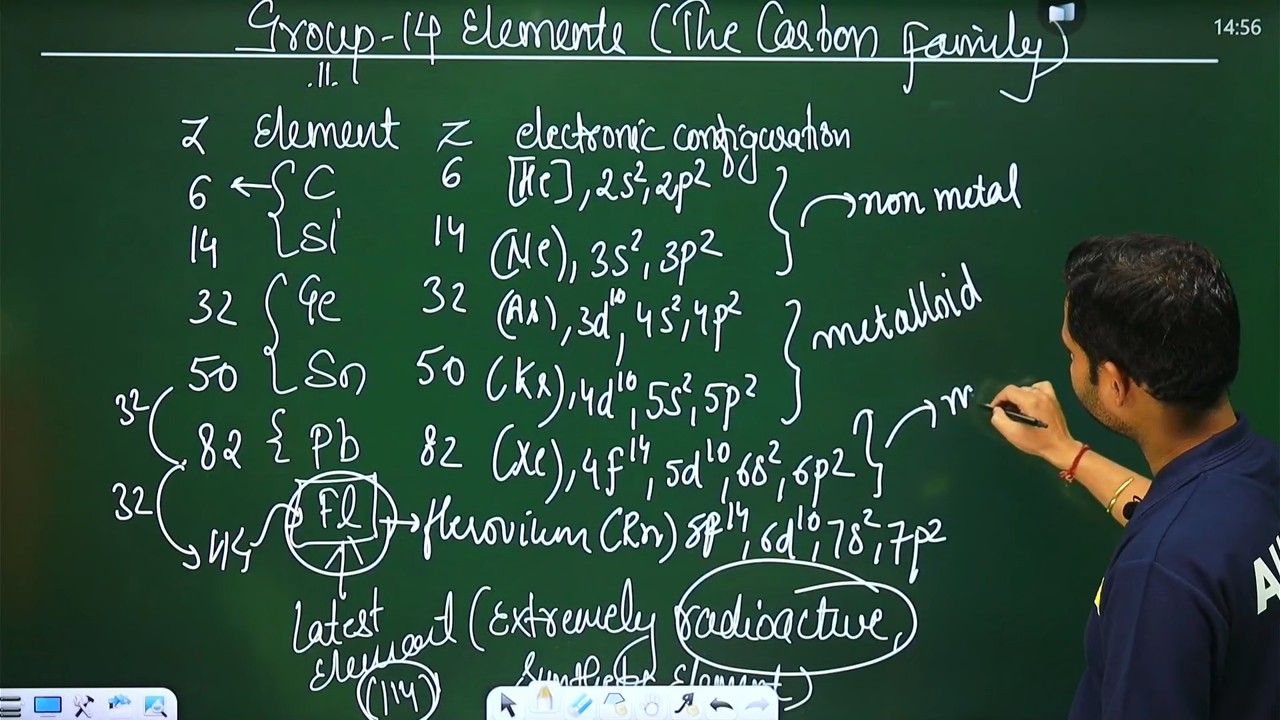 Group-14 Elements (The Carbon family)
14:56
Z Element Z electronic configuration
6 ← C 6 [He], 2s², 2p² → non metal
14 Si 14 (Ne), 3s², 3p²
32 Ge 32 (Ar), 3d¹⁰, 4s², 4p² metalloid
50 Sn 50 (Kr), 4d¹⁰, 5s², 5p²
32
82 Pb 82 (Xe), 4f¹⁴, 5d¹⁰, 6s², 6p² → m
32
114 Fl → flerovium (Rn) 5f¹⁴, 6d¹⁰, 7s², 7p²
Latest element (Extremely radioactive,
(114) Synthetic Element)